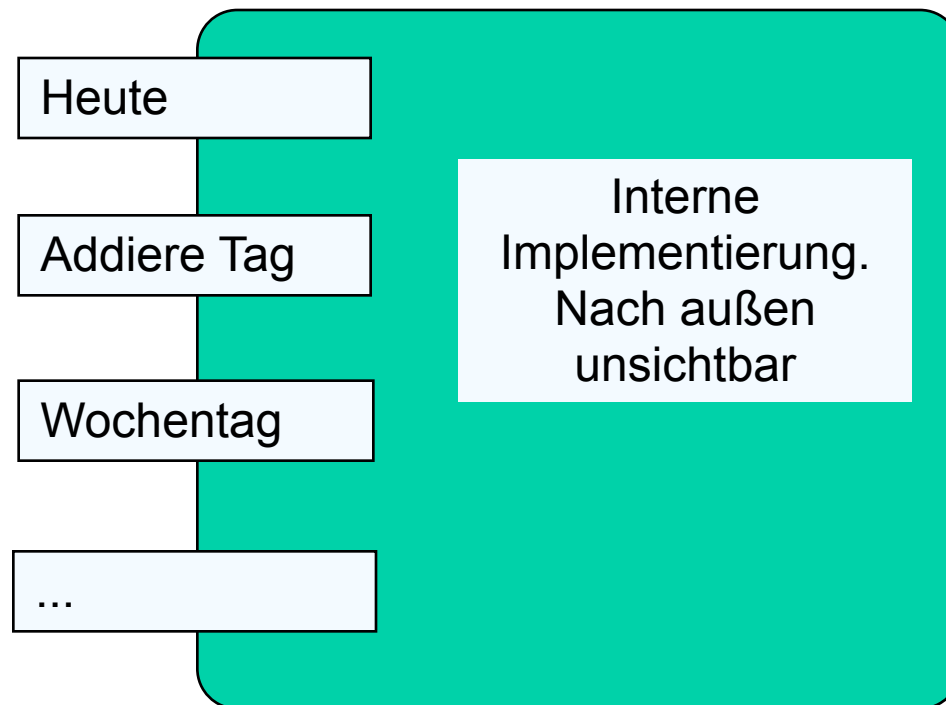 Heute
Addiere Tag
Wochentag
...
Interne
Implementierung.
Nach außen
unsichtbar